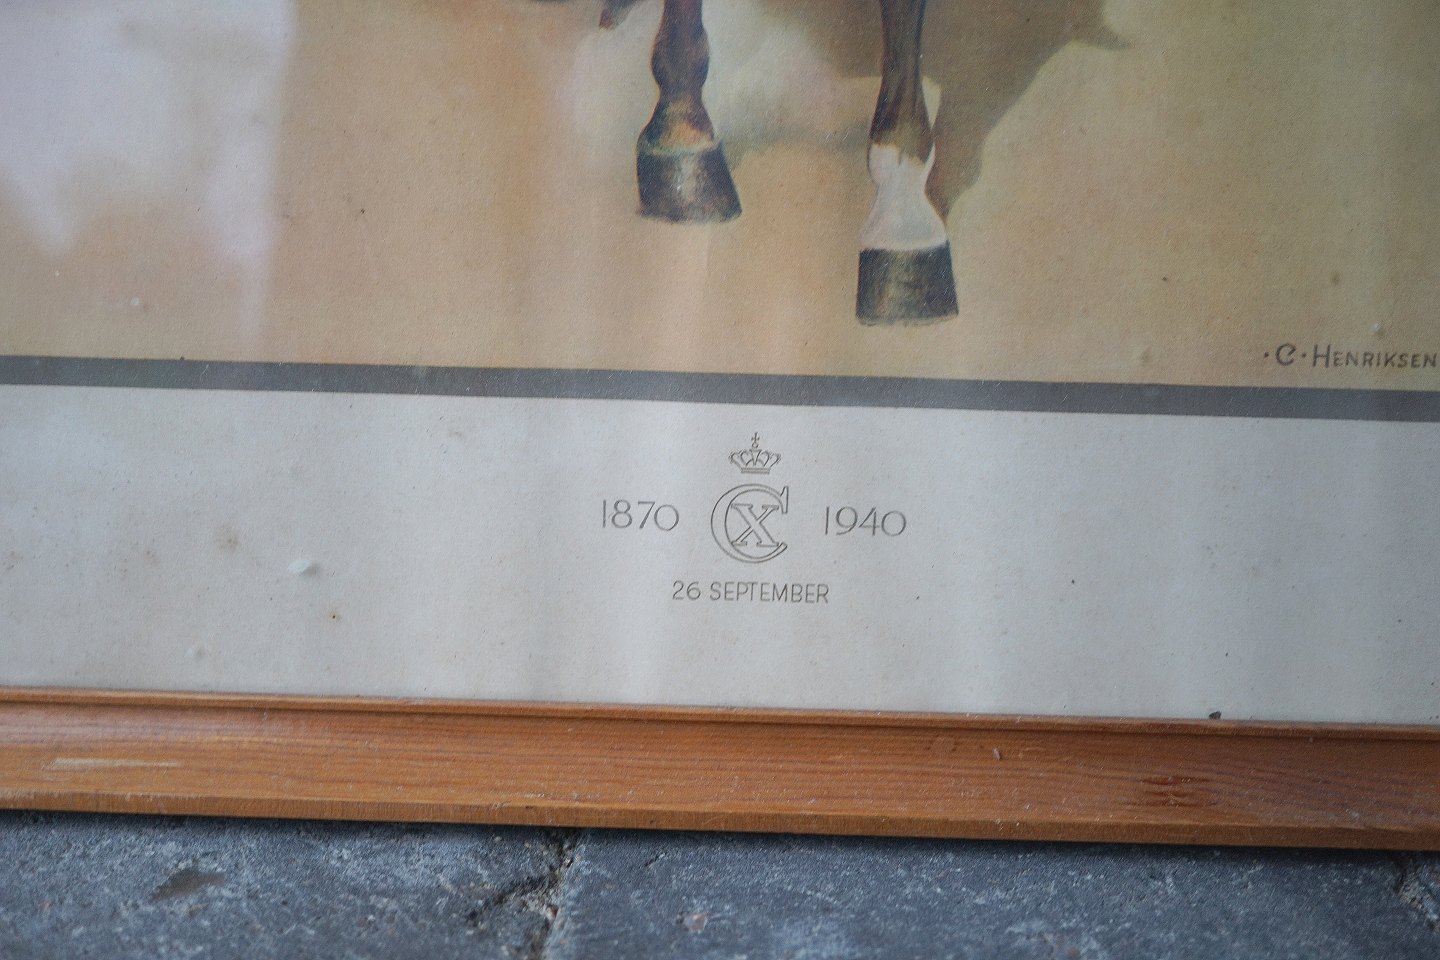 ·C·HENRIKSEN
1870 CX 1940
26 SEPTEMBER